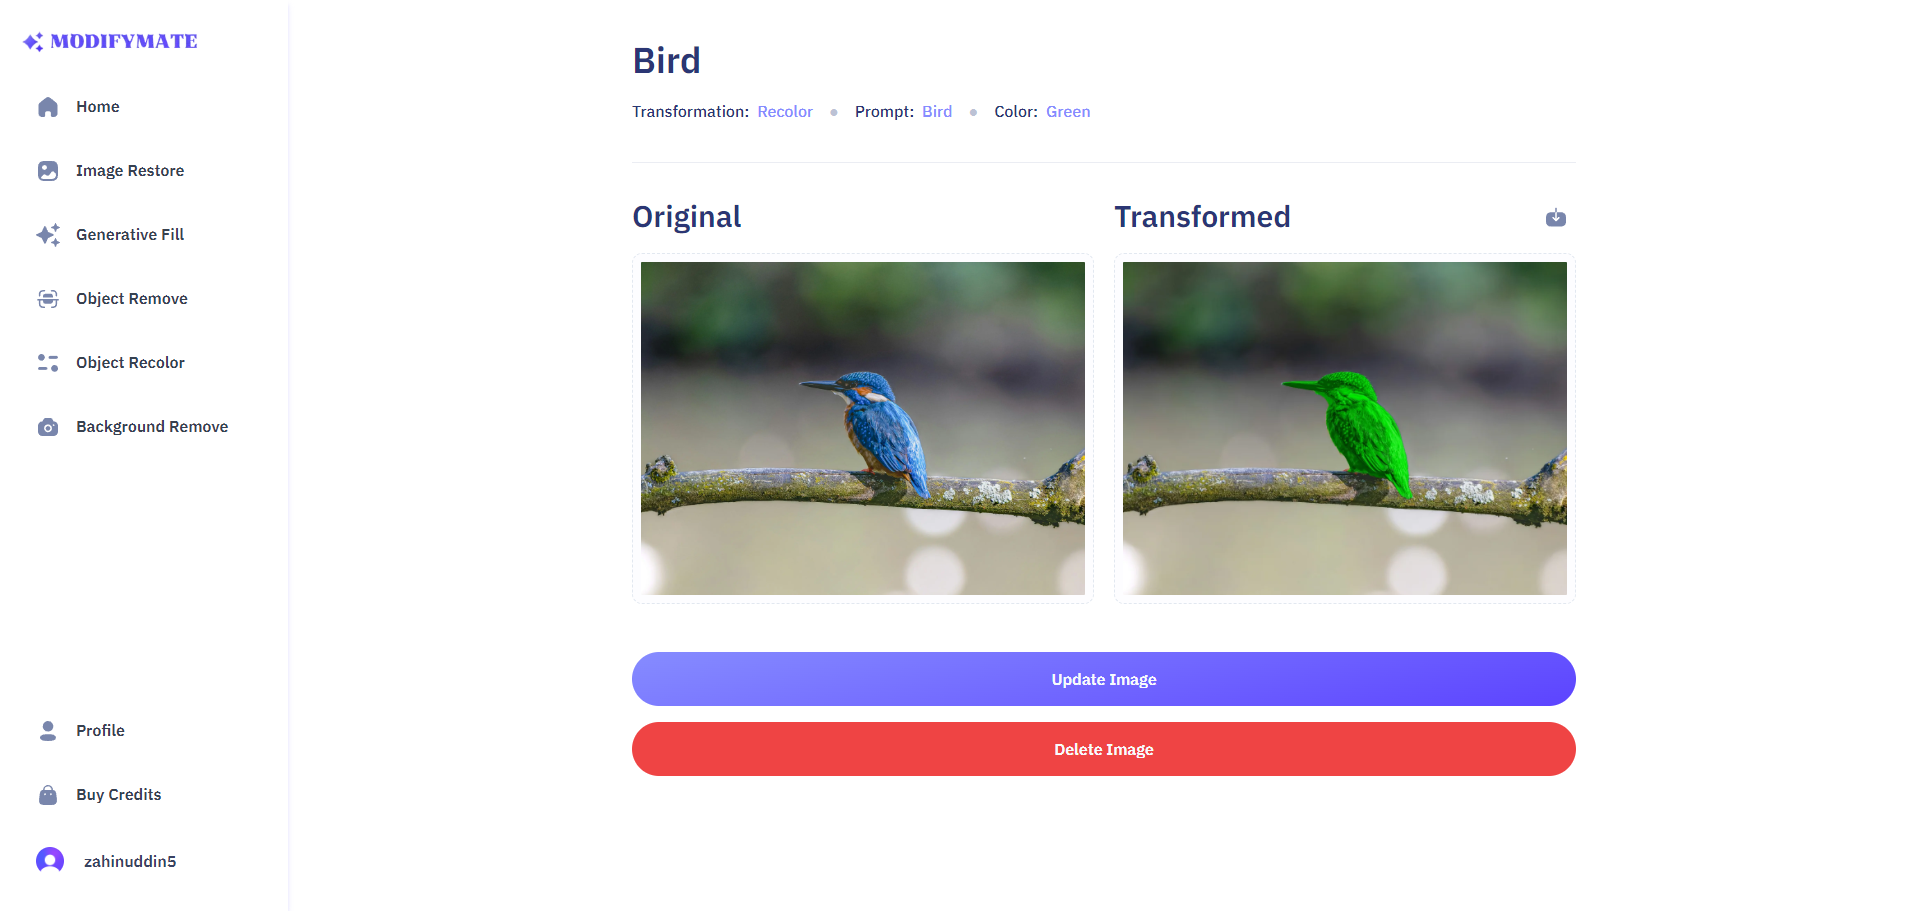 MODIFYMATE
Home
Image Restore
Generative Fill
Object Remove
Object Recolor
Background Remove
Profile
Buy Credits
zahinuddin5
Bird
Transformation: Recolor • Prompt: Bird • Color: Green
Original
Transformed
Update Image
Delete Image